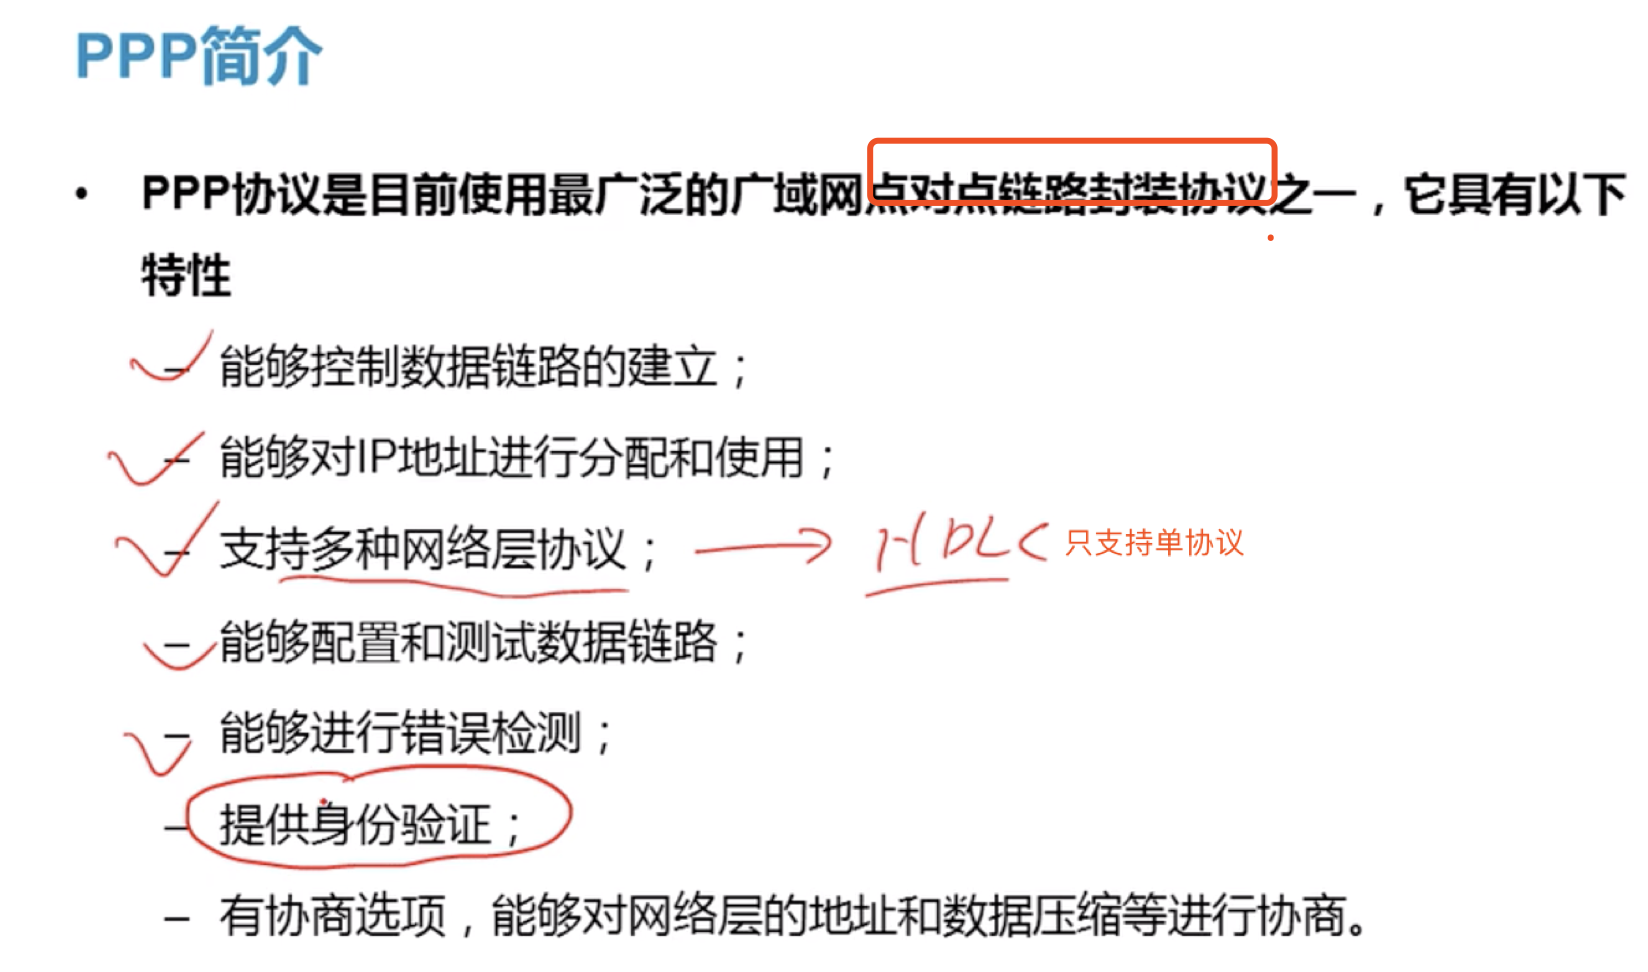 PPP简介
• PPP协议是目前使用最广泛的广域网点对点链路封装协议之一，它具有以下
特性
– 能够控制数据链路的建立；
– 能够对IP地址进行分配和使用；
– 支持多种网络层协议； → HDLC 只支持单协议
– 能够配置和测试数据链路；
– 能够进行错误检测；
– 提供身份验证；
– 有协商选项，能够对网络层的地址和数据压缩等进行协商。